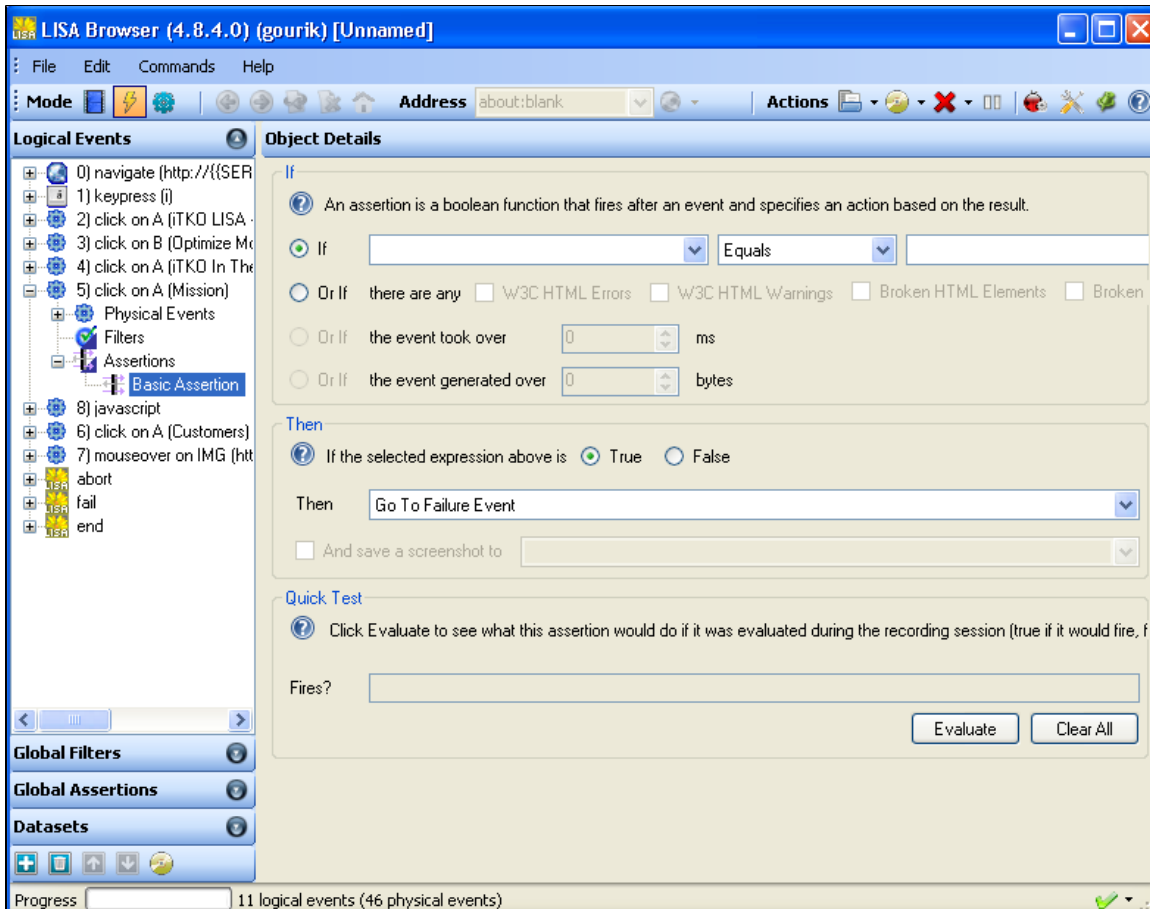 LISA Browser (4.8.4.0) (gourik) [Unnamed]
File Edit Commands Help
Mode Address about:blank Actions
Logical Events
Object Details
0) navigate (http://{{SER
1) keypress (i)
2) click on A (iTKO LISA -
3) click on B (Optimize Mo
4) click on A (iTKO In The
5) click on A (Mission)
Physical Events
Filters
Assertions
Basic Assertion
8) javascript
6) click on A (Customers)
7) mouseover on IMG (htt
LISA abort
LISA fail
LISA end
If
An assertion is a boolean function that fires after an event and specifies an action based on the result.
If Equals
Or If there are any W3C HTML Errors W3C HTML Warnings Broken HTML Elements Broken
Or If the event took over 0 ms
Or If the event generated over 0 bytes
Then
If the selected expression above is True False
Then Go To Failure Event
And save a screenshot to
Quick Test
Click Evaluate to see what this assertion would do if it was evaluated during the recording session (true if it would fire, f
Fires?
Evaluate Clear All
Global Filters
Global Assertions
Datasets
Progress 11 logical events (46 physical events)